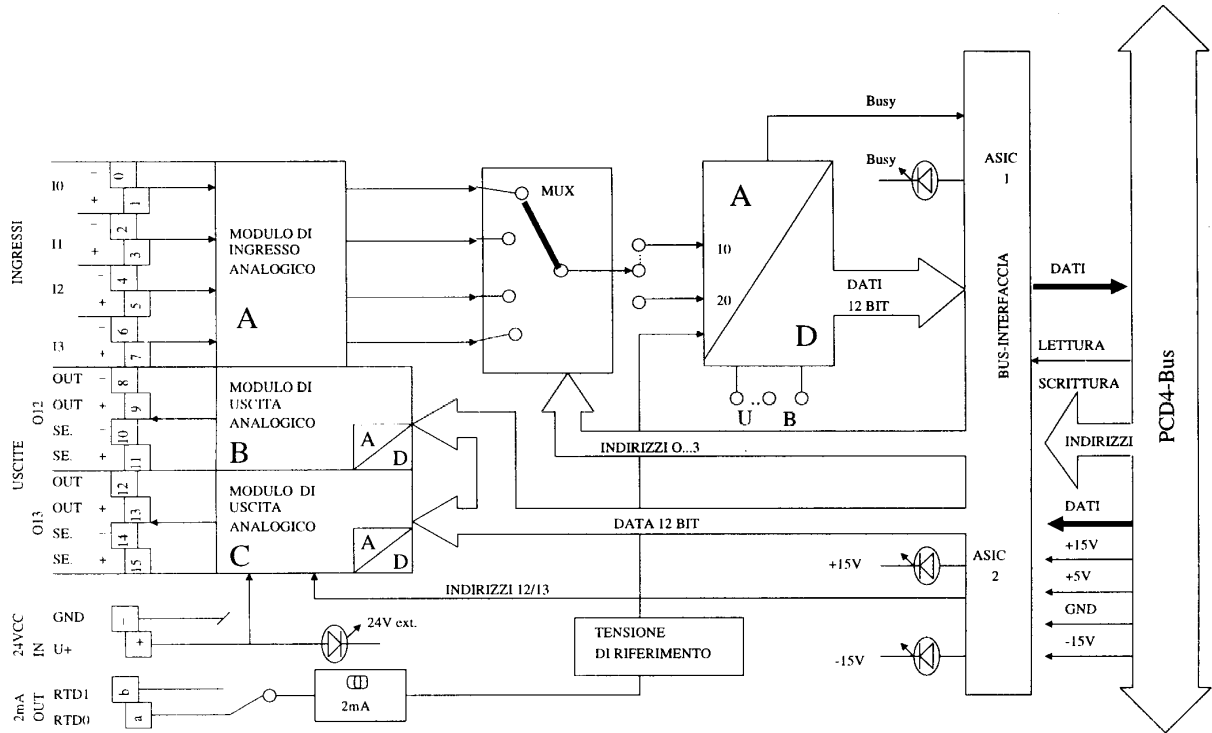 INGRESSI
I0
−
+
0
1
I1
−
+
2
3
I2
−
+
4
5
I3
−
+
6
7
MODULO DI
INGRESSO
ANALOGICO
A
MUX
Busy
A
10
20
D
U .. B
DATI
12 BIT
Busy
ASIC
1
BUS-INTERFACCIA
ASIC
2
DATI
LETTURA
SCRITTURA
INDIRIZZI
DATI
+15V
+5V
GND
-15V
PCD4-Bus
USCITE
O12
OUT −
OUT +
SE. −
SE. +
8
9
10
11
MODULO DI
USCITA
ANALOGICO
B
A
D
O13
OUT −
OUT +
SE. −
SE. +
12
13
14
15
MODULO DI
USCITA
ANALOGICO
C
A
D
INDIRIZZI O...3
DATA 12 BIT
INDIRIZZI 12/13
+15V
-15V
24VCC
IN
GND
U+
−
+
24V ext.
TENSIONE
DI RIFERIMENTO
2mA
OUT
RTD1
RTD0
b
a
2mA